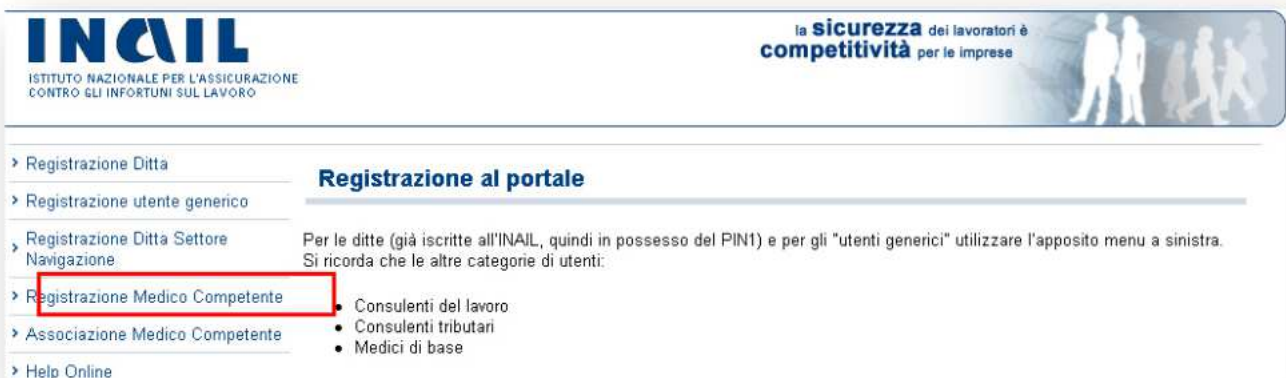 INAIL
ISTITUTO NAZIONALE PER L'ASSICURAZIONE
CONTRO GLI INFORTUNI SUL LAVORO
la sicurezza dei lavoratori è
competitività per le imprese
Registrazione Ditta
Registrazione utente generico
Registrazione Ditta Settore
Navigazione
Registrazione Medico Competente
Associazione Medico Competente
Help Online
Registrazione al portale
Per le ditte (già iscritte all'INAIL, quindi in possesso del PIN1) e per gli "utenti generici" utilizzare l'apposito menu a sinistra.
Si ricorda che le altre categorie di utenti:
Consulenti del lavoro
Consulenti tributari
Medici di base